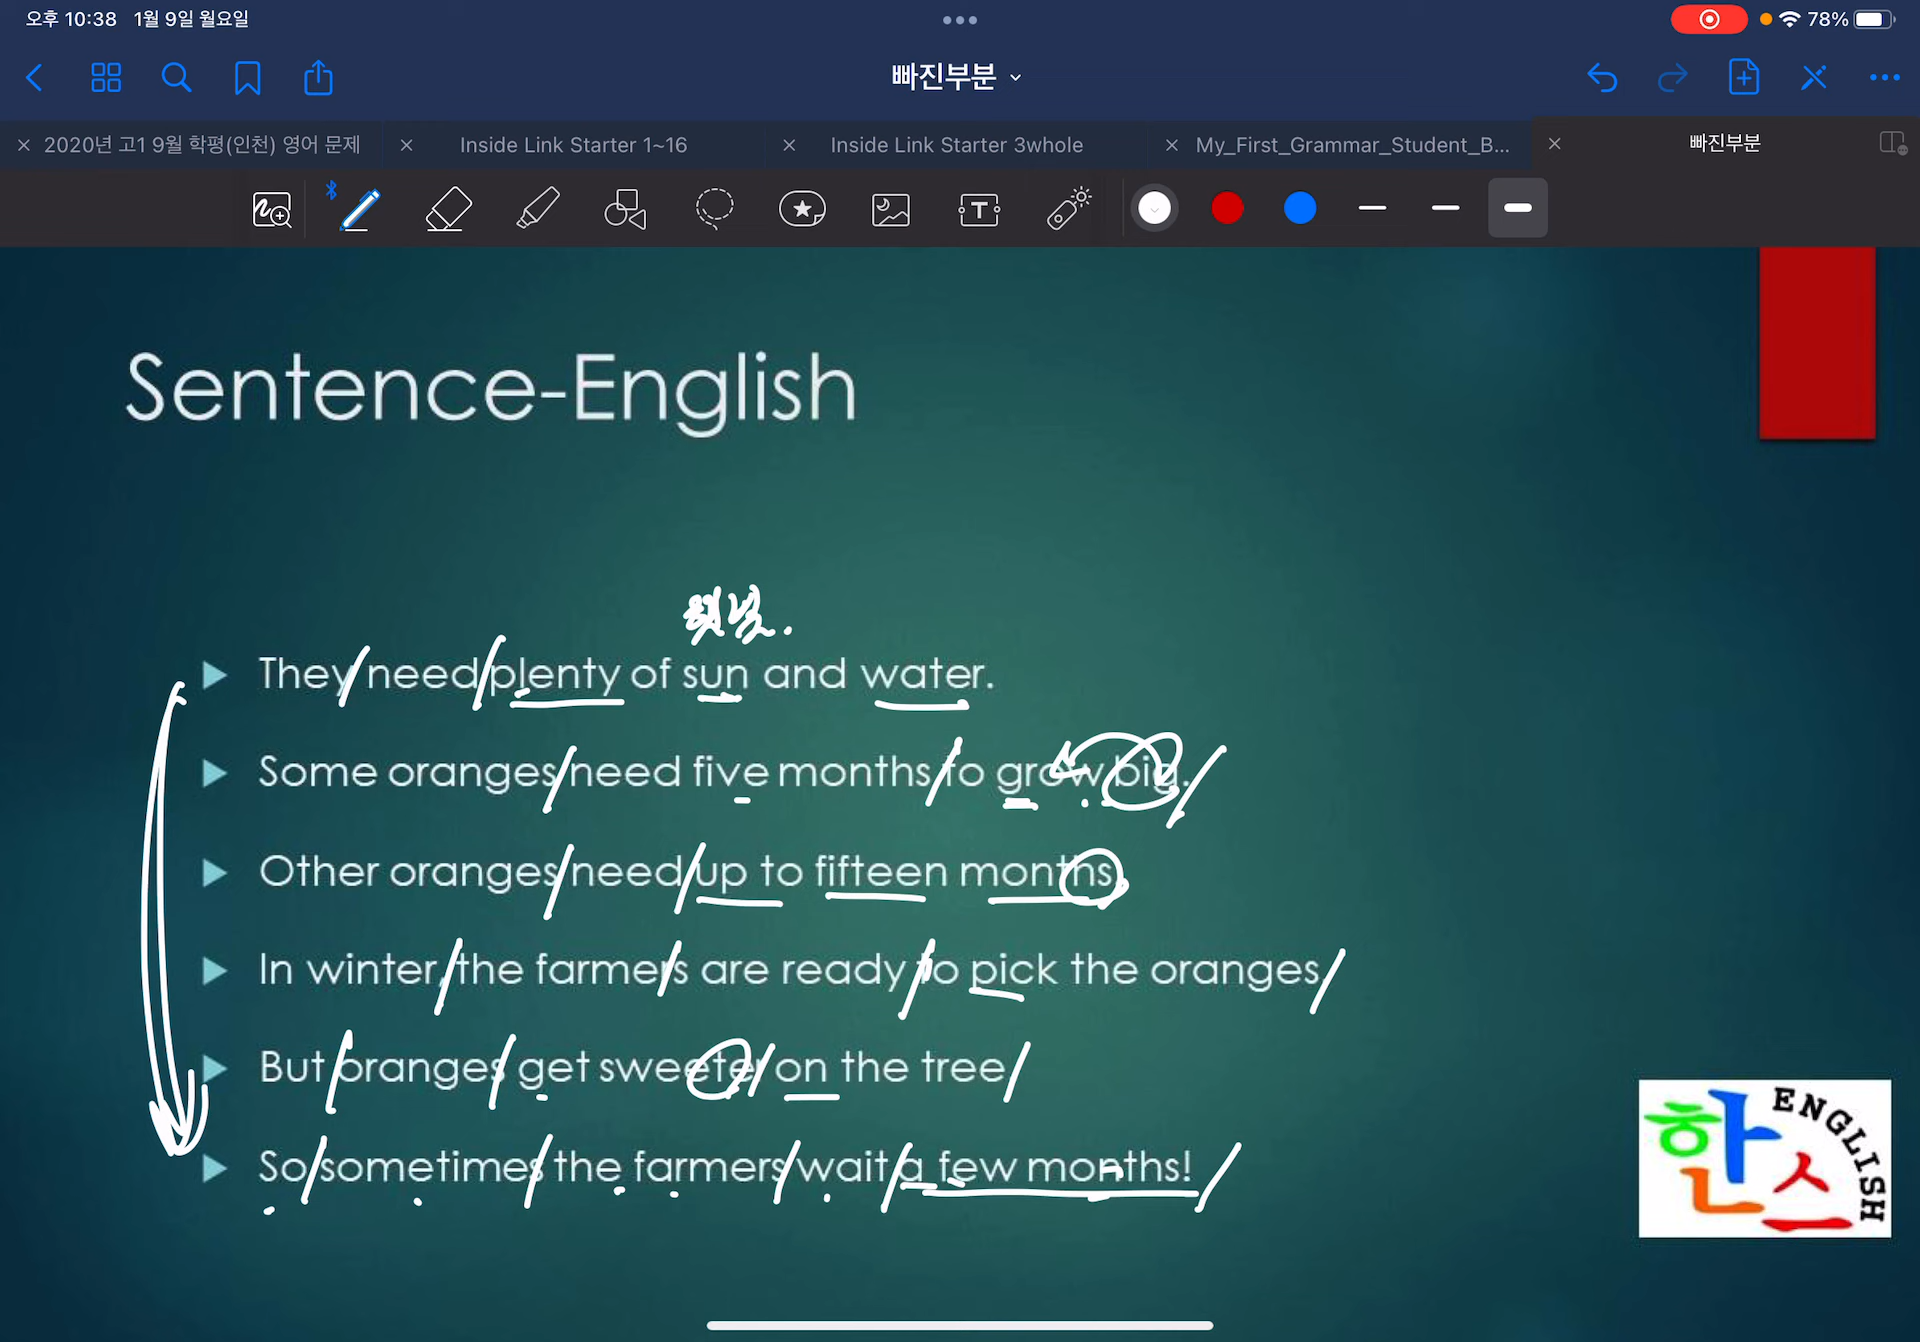 오후 10:38 1월 9일 월요일
78%
빠진부분
2020년 고1 9월 학평(인천) 영어 문제
Inside Link Starter 1~16
Inside Link Starter 3whole
My_First_Grammar_Student_B...
빠진부분
Sentence-English
햇빛.
They need plenty of sun and water.
Some oranges need five months to grow big.
Other oranges need up to fifteen months.
In winter, the farmers are ready to pick the oranges
But oranges get sweeter on the tree
So sometimes the farmers wait a few months!
한스 ENGLISH